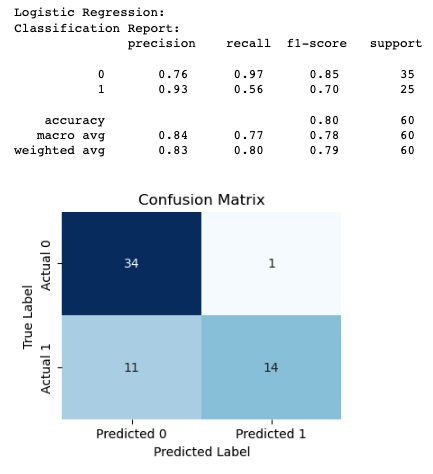 Logistic Regression:
Classification Report:
precision recall f1-score support
0 0.76 0.97 0.85 35
1 0.93 0.56 0.70 25
accuracy 0.80 60
macro avg 0.84 0.77 0.78 60
weighted avg 0.83 0.80 0.79 60
Confusion Matrix
True Label
Actual 0
34 1
Actual 1
11 14
Predicted 0 Predicted 1
Predicted Label